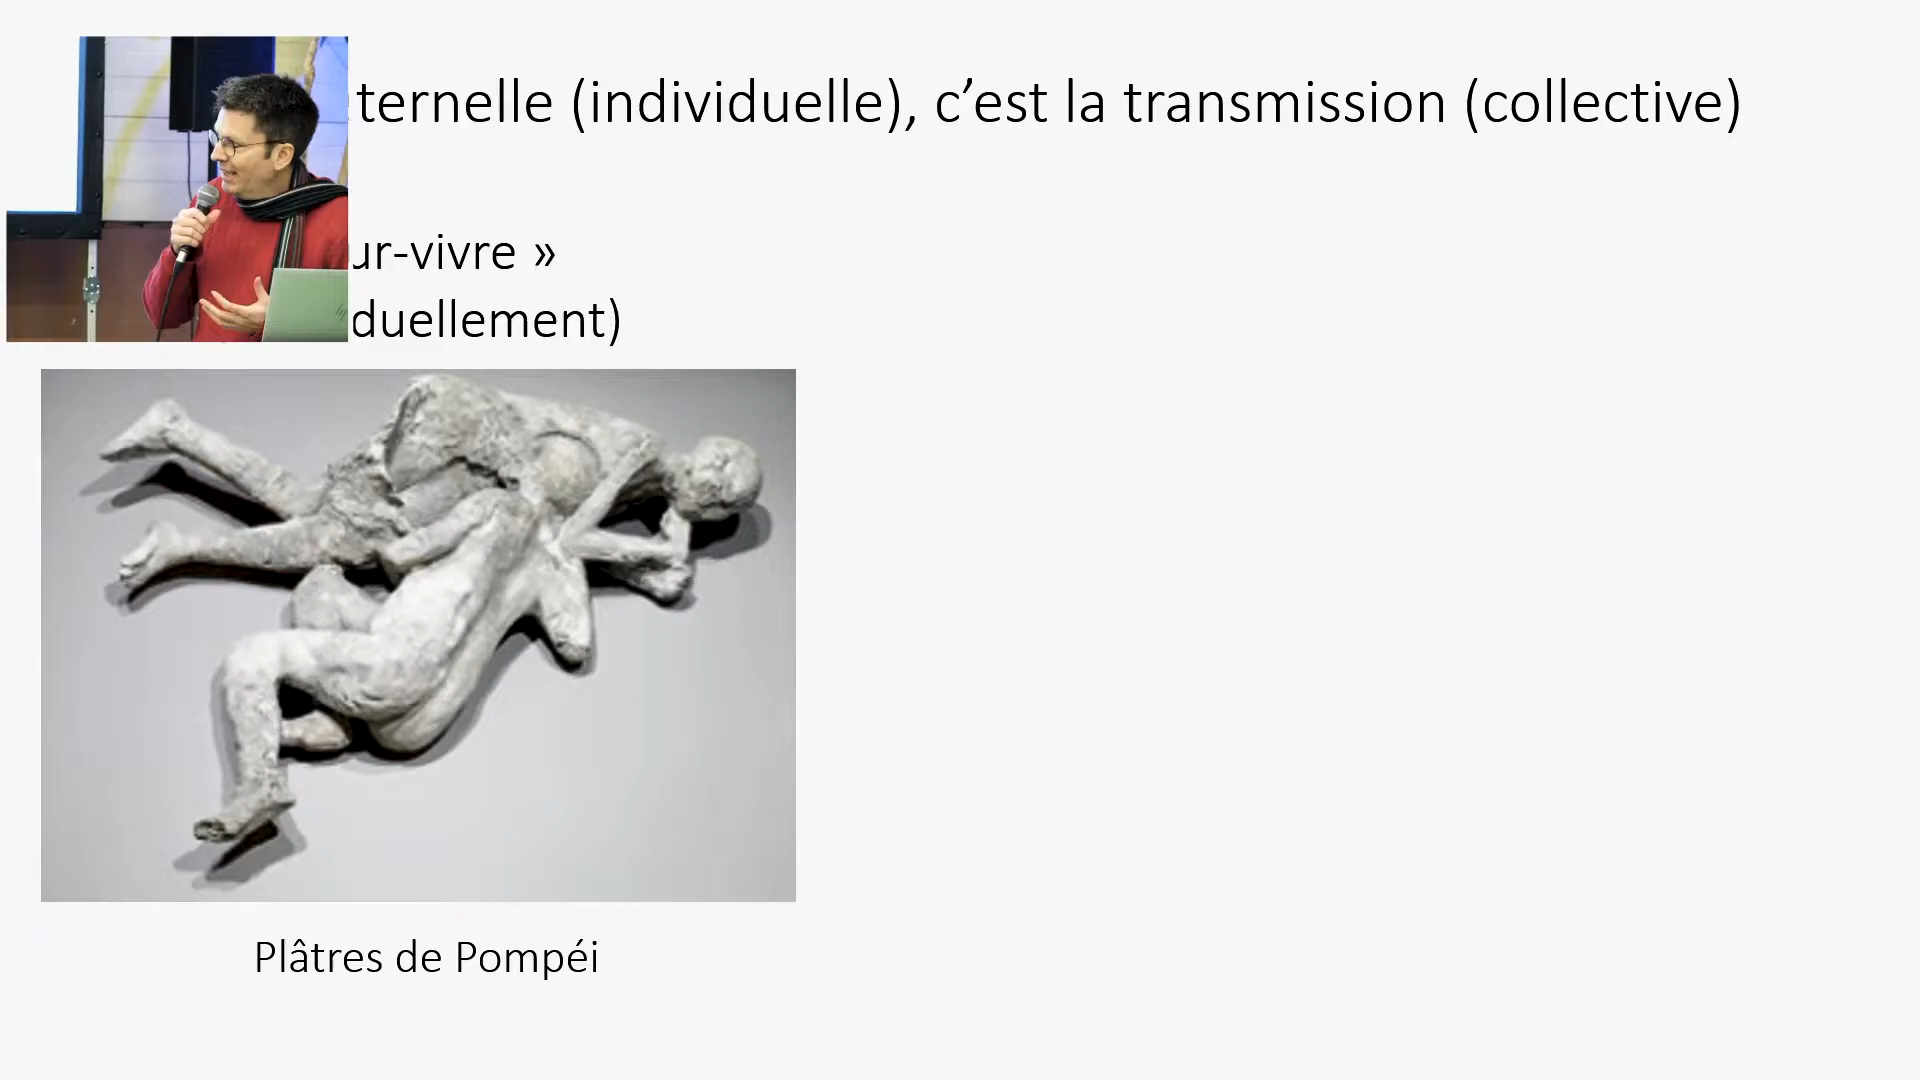 ternelle (individuelle), c’est la transmission (collective)
ur-vivre »
duellement)
Plâtres de Pompéi